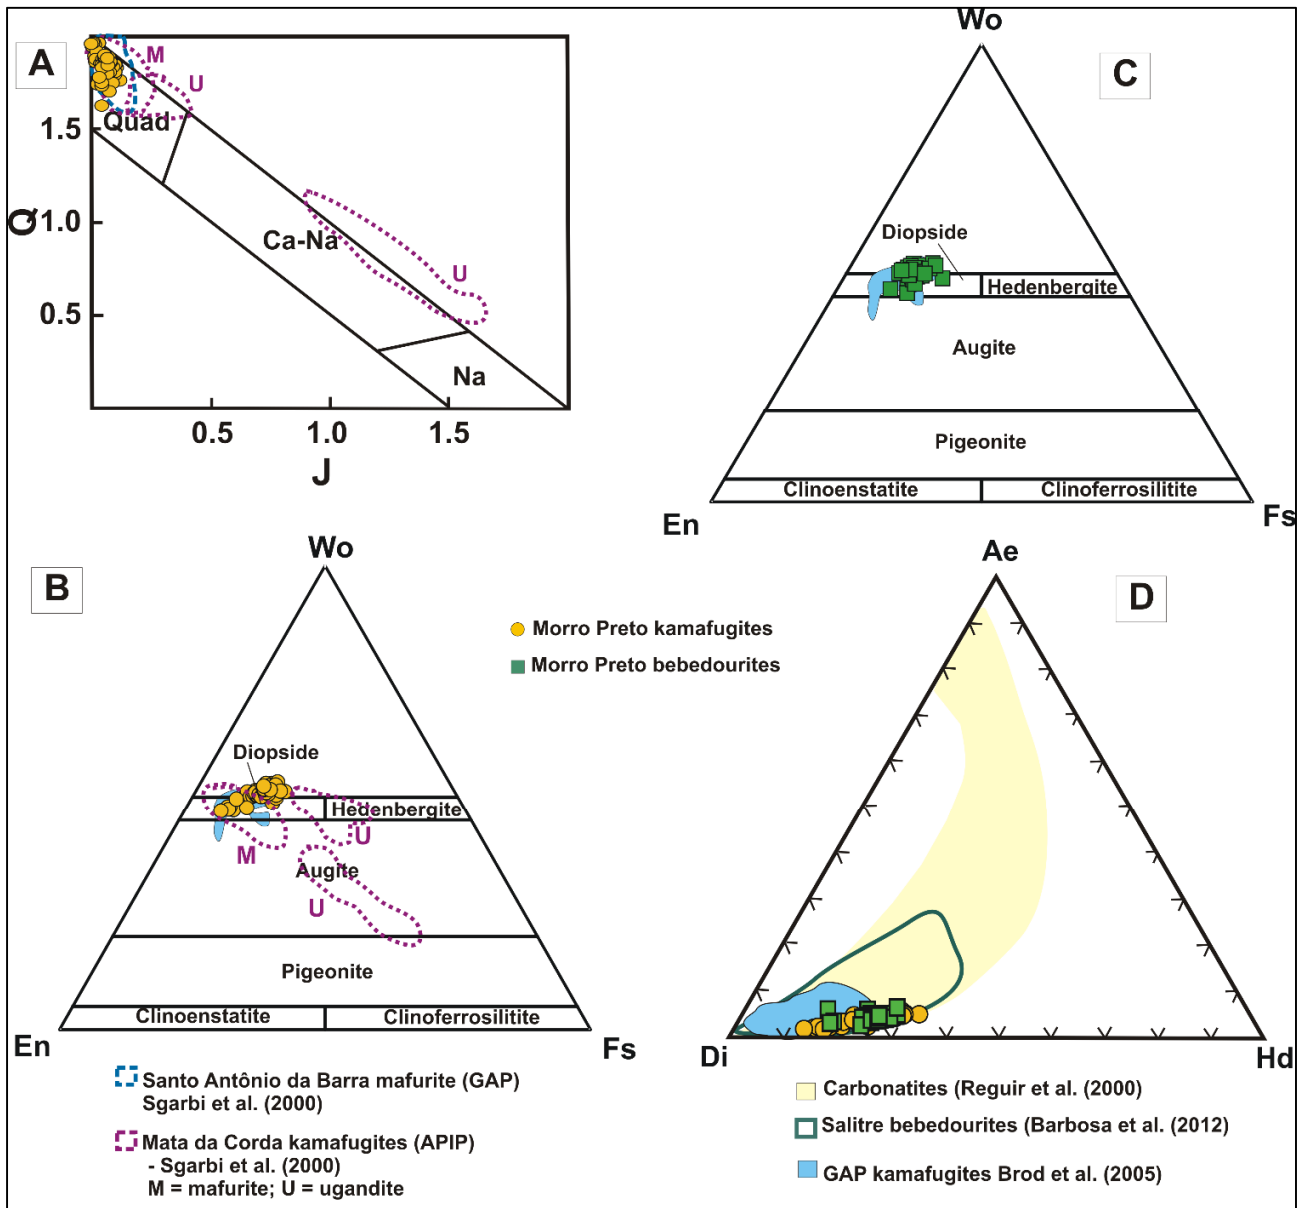 A
M
U
Quad
1.5
Q
1.0
Ca-Na
U
0.5
Na
0.5
1.0
1.5
J
Wo
C
Diopside
Hedenbergite
Augite
Pigeonite
Clinoenstatite
Clinoferrosilitite
En
Fs
B
Wo
Diopside
Hedenbergite
M
U
Augite
U
Pigeonite
Clinoenstatite
Clinoferrosilitite
En
Fs
Morro Preto kamafugites
Morro Preto bebedourites
Ae
D
Di
Hd
Santo Antônio da Barra mafurite (GAP)
Sgarbi et al. (2000)
Mata da Corda kamafugites (APIP)
- Sgarbi et al. (2000)
M = mafurite; U = ugandite
Carbonatites (Reguir et al. (2000)
Salitre bebedourites (Barbosa et al. (2012)
GAP kamafugites Brod et al. (2005)